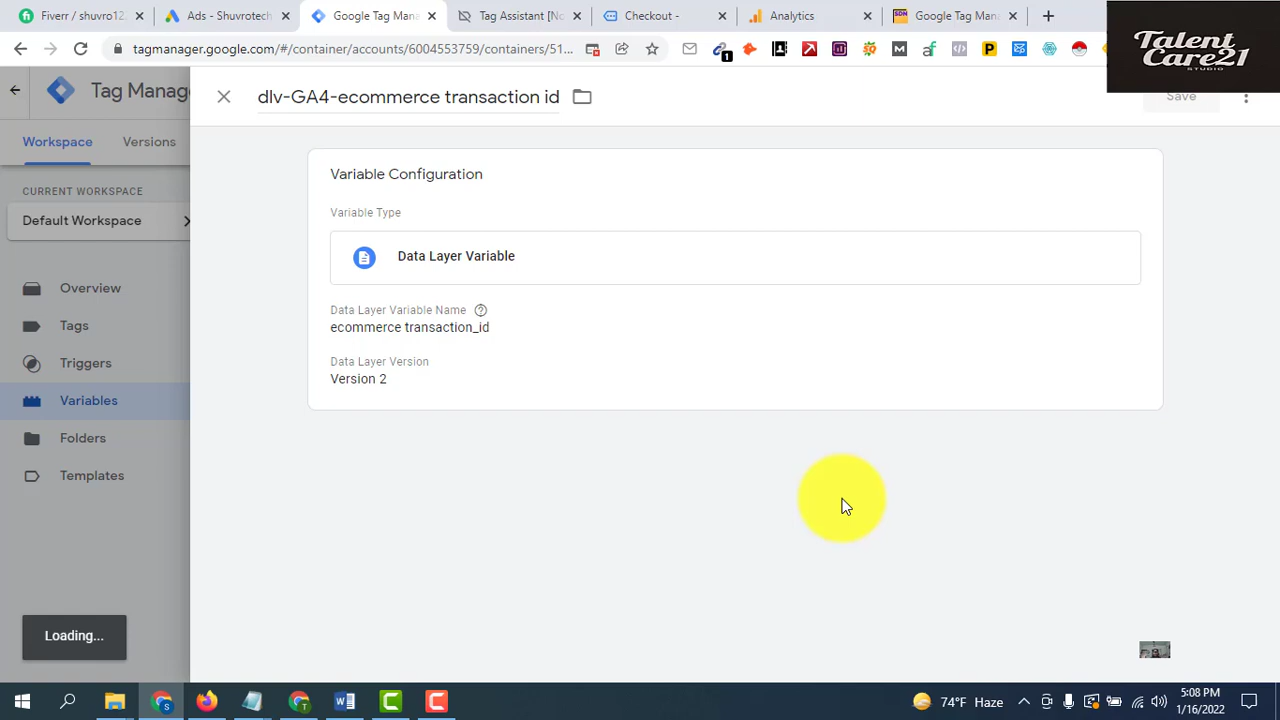 Fiverr / shuvro12
Ads - Shuvrotech
Google Tag Mana
Tag Assistant [No
Checkout -
Analytics
Google Tag Mana
tagmanager.google.com/#/container/accounts/6004553759/containers/51...
1
Talent
Care21
STUDIO
Tag Manag
dlv-GA4-ecommerce transaction id
Save
Workspace
Versions
Variable Configuration
CURRENT WORKSPACE
Default Workspace
Variable Type
Data Layer Variable
Overview
Data Layer Variable Name
ecommerce transaction_id
Tags
Triggers
Data Layer Version
Version 2
Variables
Folders
Templates
Loading...
74°F Haze
5:08 PM
1/16/2022